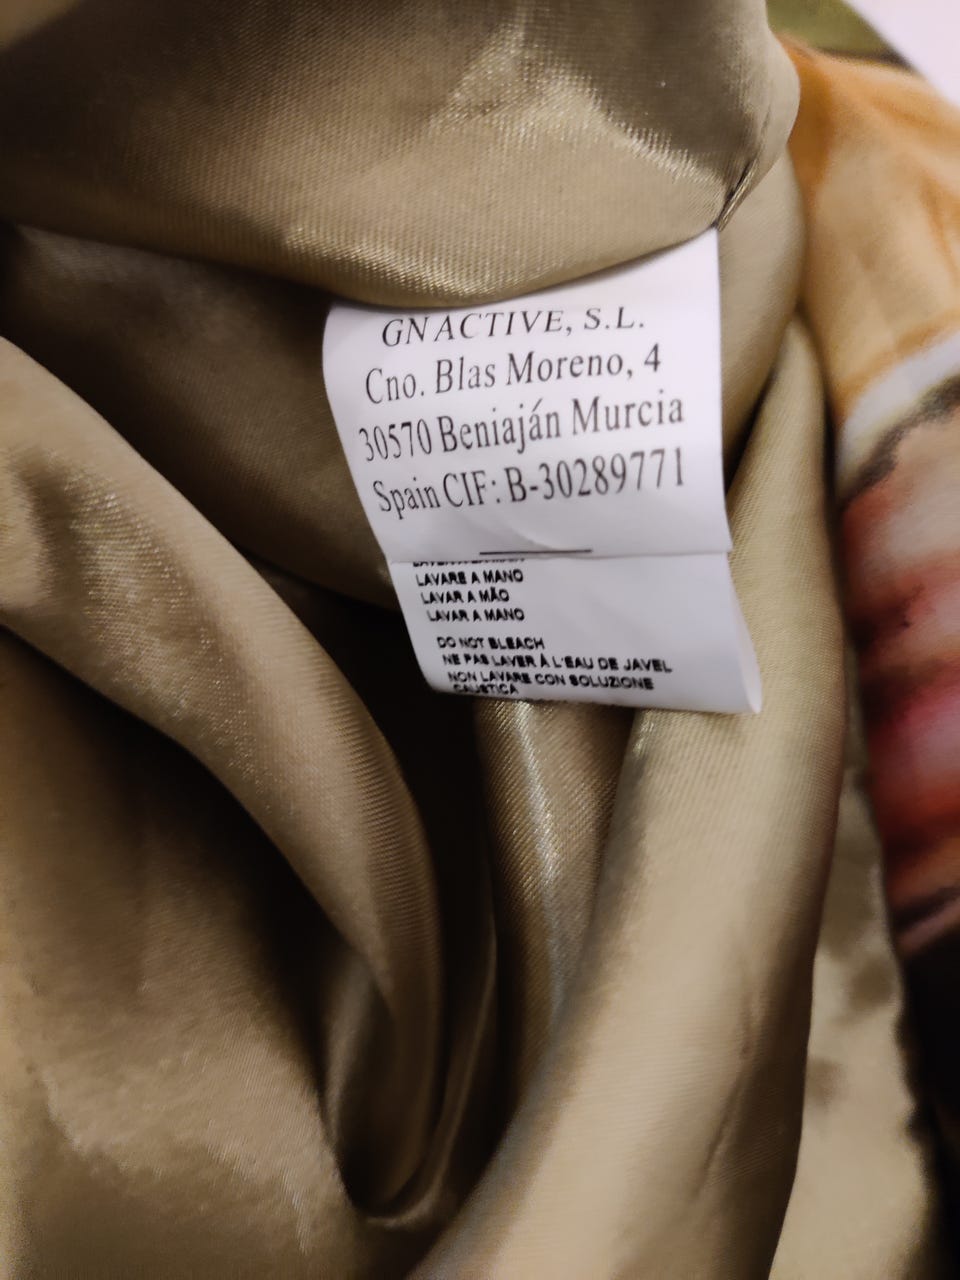 GN ACTIVE, S.L.
Cno. Blas Moreno, 4
30570 Beniaján Murcia
Spain CIF: B-30289771
LAVARE A MANO
LAVAR A MÃO
LAVAR A MANO
DO NOT BLEACH
NE PAS LAVER À L'EAU DE JAVEL
NON LAVARE CON SOLUZIONE
CAUSTICA